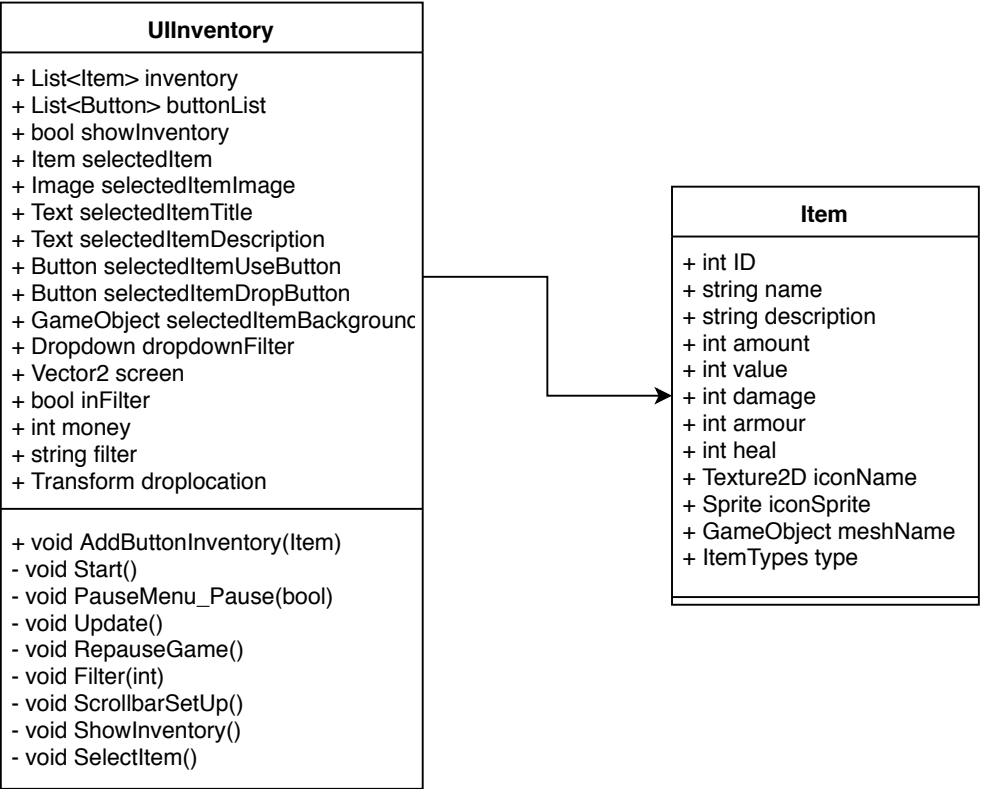 UIInventory
+ List<Item> inventory
+ List<Button> buttonList
+ bool showInventory
+ Item selectedItem
+ Image selectedItemImage
+ Text selectedItemTitle
+ Text selectedItemDescription
+ Button selectedItemUseButton
+ Button selectedItemDropButton
+ GameObject selectedItemBackground
+ Dropdown dropdownFilter
+ Vector2 screen
+ bool inFilter
+ int money
+ string filter
+ Transform droplocation
+ void AddButtonInventory(Item)
- void Start()
- void PauseMenu_Pause(bool)
- void Update()
- void RepauseGame()
- void Filter(int)
- void ScrollbarSetUp()
- void ShowInventory()
- void SelectItem()
Item
+ int ID
+ string name
+ string description
+ int amount
+ int value
+ int damage
+ int armour
+ int heal
+ Texture2D iconName
+ Sprite iconSprite
+ GameObject meshName
+ ItemTypes type